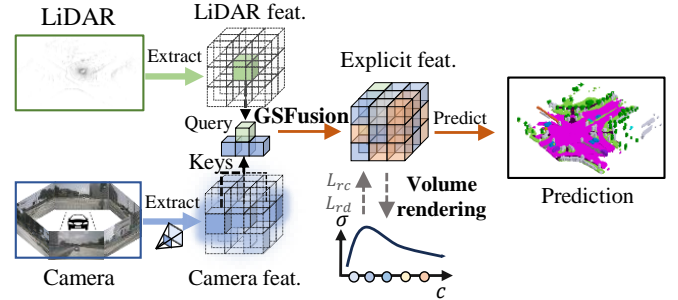 LiDAR
LiDAR feat.
Extract
Explicit feat.
Query
GSFusion
Predict
Keys
Extract
L_rc
L_rd
Volume
rendering
Prediction
σ
Camera
Camera feat.
c